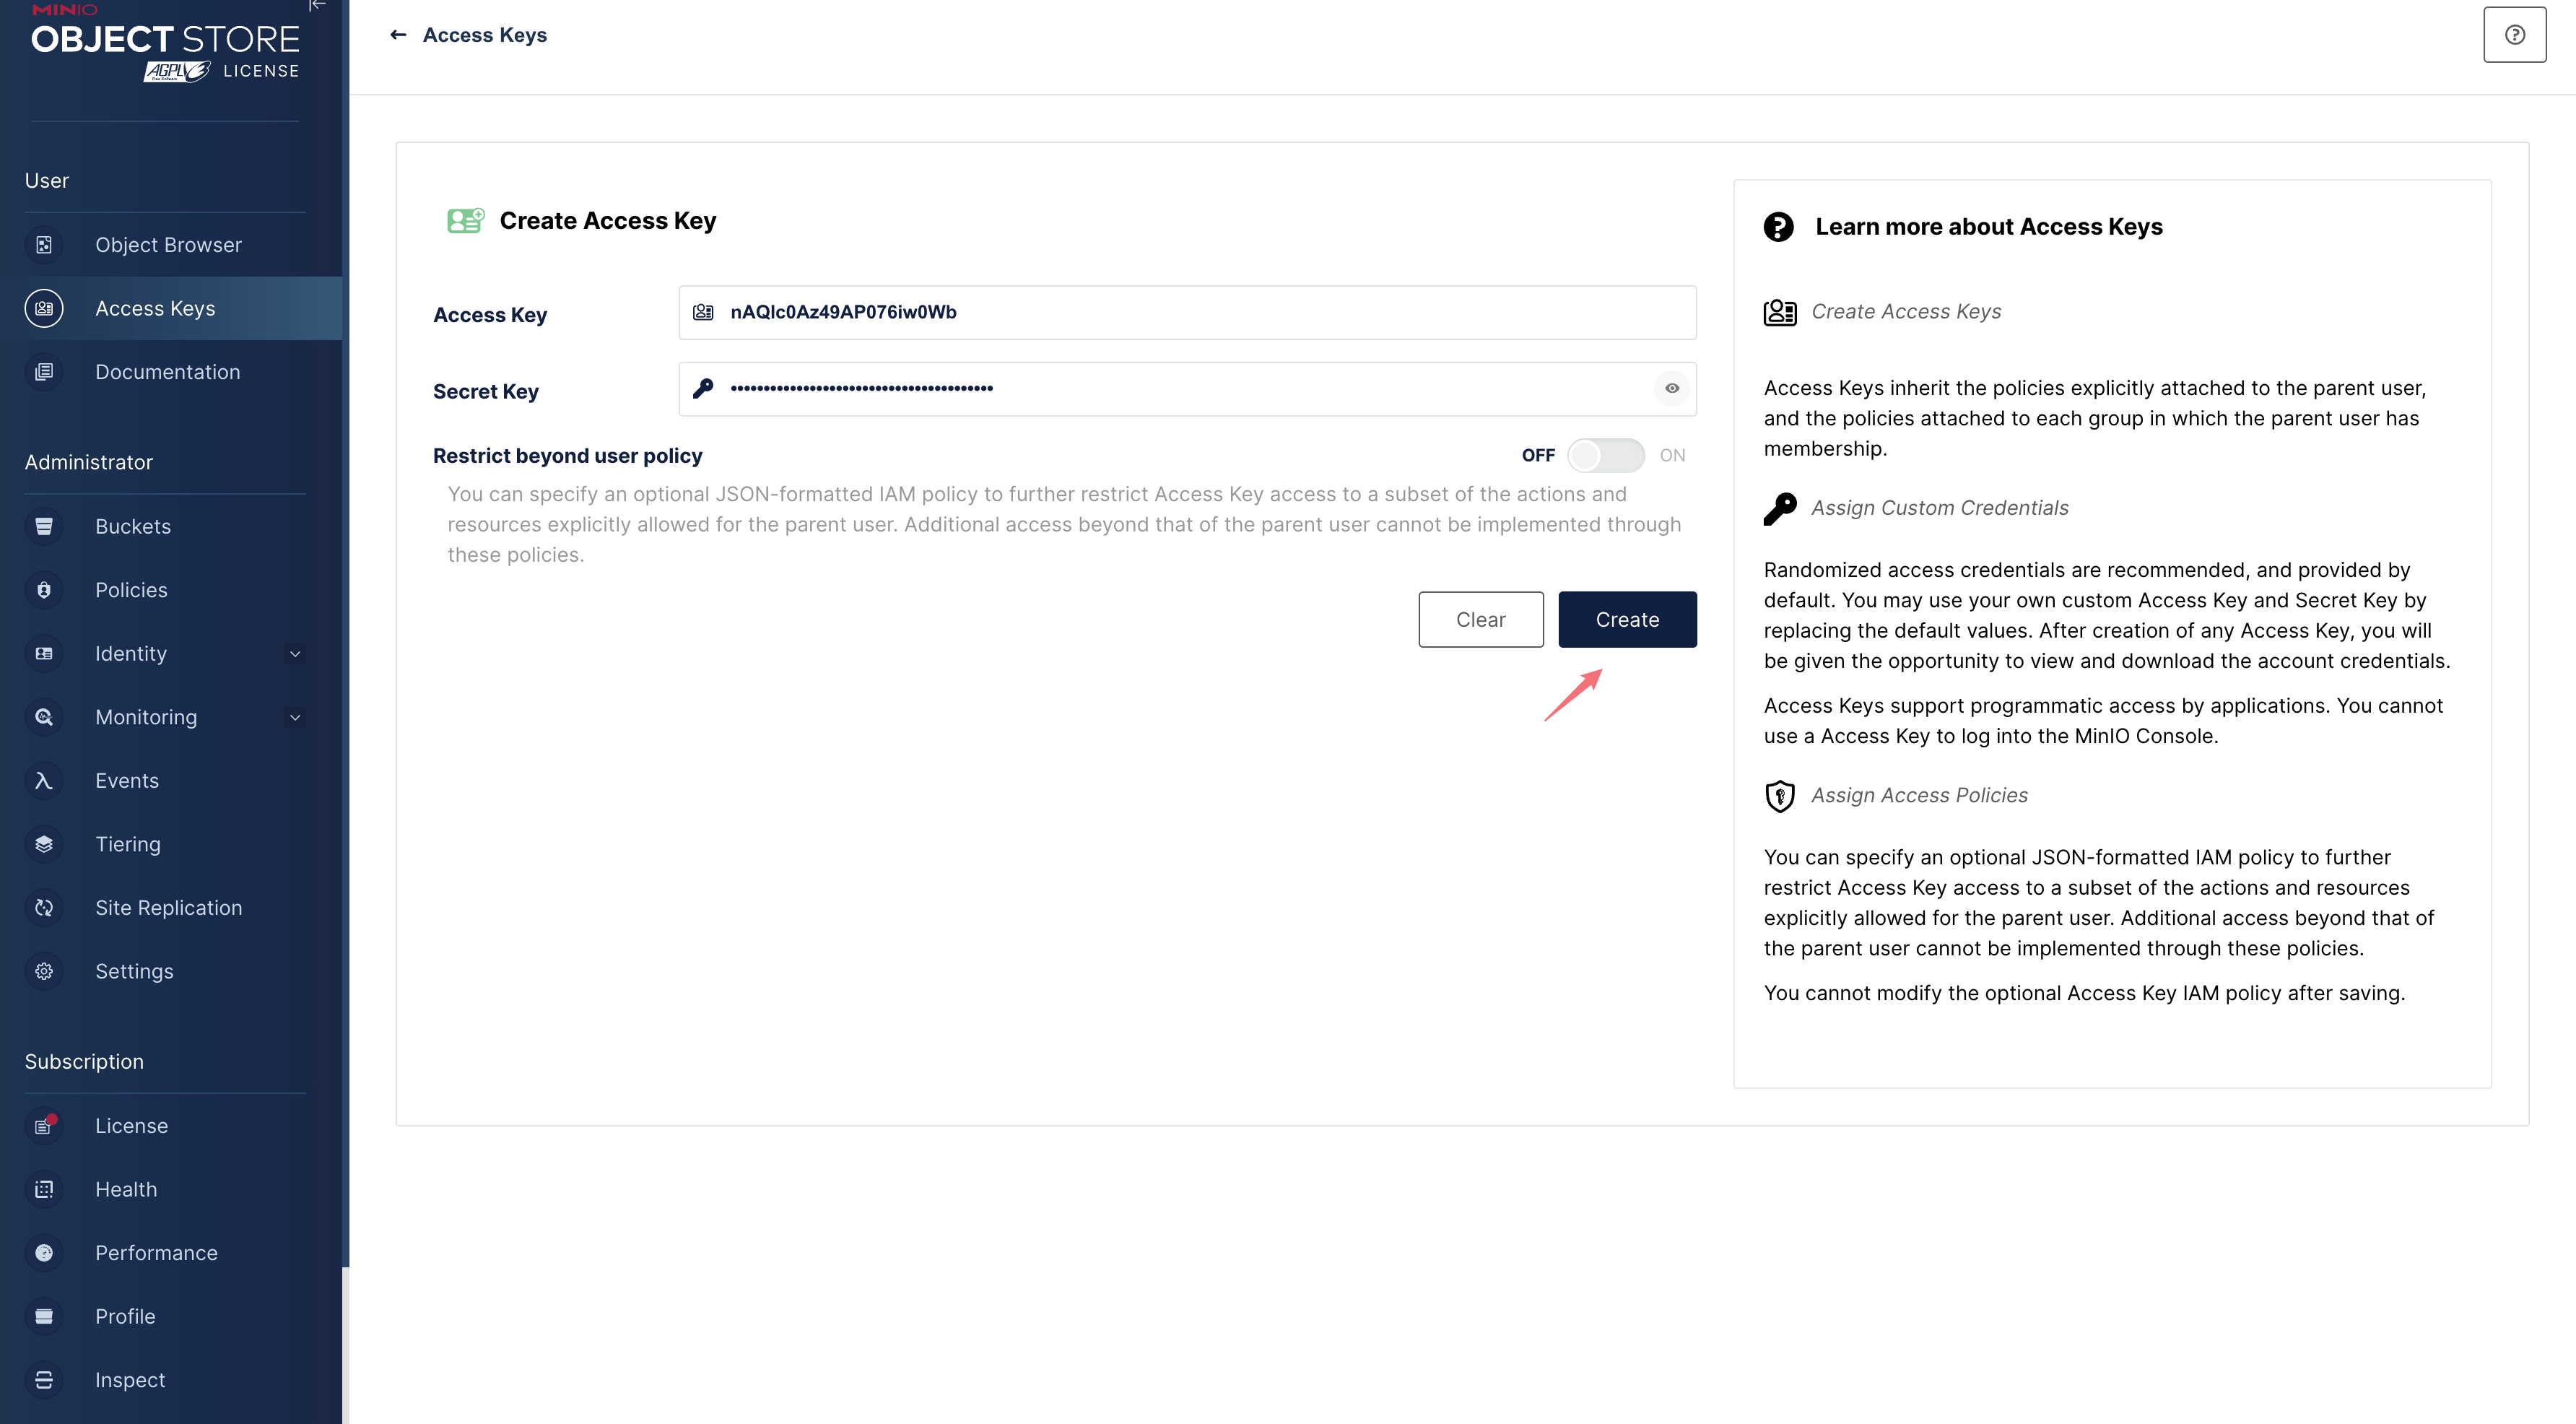 MINIO
OBJECT STORE
AGPLv3 LICENSE
Free Software
User
Object Browser
Access Keys
Documentation
Administrator
Buckets
Policies
Identity
Monitoring
Events
Tiering
Site Replication
Settings
Subscription
License
Health
Performance
Profile
Inspect
← Access Keys
Create Access Key
Access Key
nAQlc0Az49AP076iw0Wb
Secret Key
••••••••••••••••••••••••••••••••••••••••
Restrict beyond user policy
OFF ON
You can specify an optional JSON-formatted IAM policy to further restrict Access Key access to a subset of the actions and
resources explicitly allowed for the parent user. Additional access beyond that of the parent user cannot be implemented through
these policies.
Clear
Create
Learn more about Access Keys
Create Access Keys
Access Keys inherit the policies explicitly attached to the parent user,
and the policies attached to each group in which the parent user has
membership.
Assign Custom Credentials
Randomized access credentials are recommended, and provided by
default. You may use your own custom Access Key and Secret Key by
replacing the default values. After creation of any Access Key, you will
be given the opportunity to view and download the account credentials.
Access Keys support programmatic access by applications. You cannot
use a Access Key to log into the MinIO Console.
Assign Access Policies
You can specify an optional JSON-formatted IAM policy to further
restrict Access Key access to a subset of the actions and resources
explicitly allowed for the parent user. Additional access beyond that of
the parent user cannot be implemented through these policies.
You cannot modify the optional Access Key IAM policy after saving.